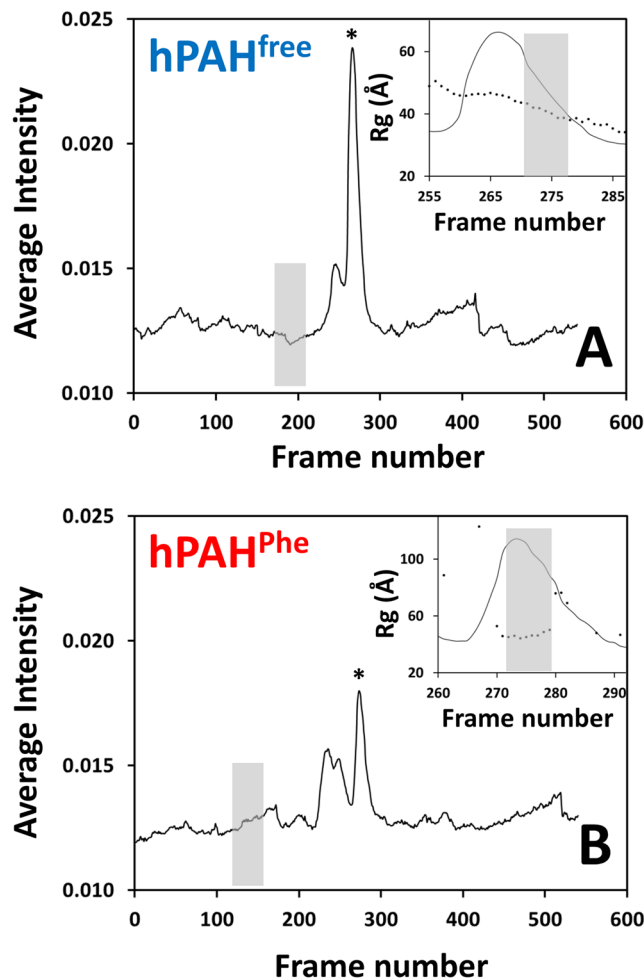 0.025
0.020
0.015
0.010
Average Intensity
hPAHfree
*
60
40
20
Rg (Å)
255 265 275 285
Frame number
A
0 100 200 300 400 500 600
Frame number
0.025
0.020
0.015
0.010
Average Intensity
hPAHPhe
*
100
60
20
Rg (Å)
260 270 280 290
Frame number
B
0 100 200 300 400 500 600
Frame number